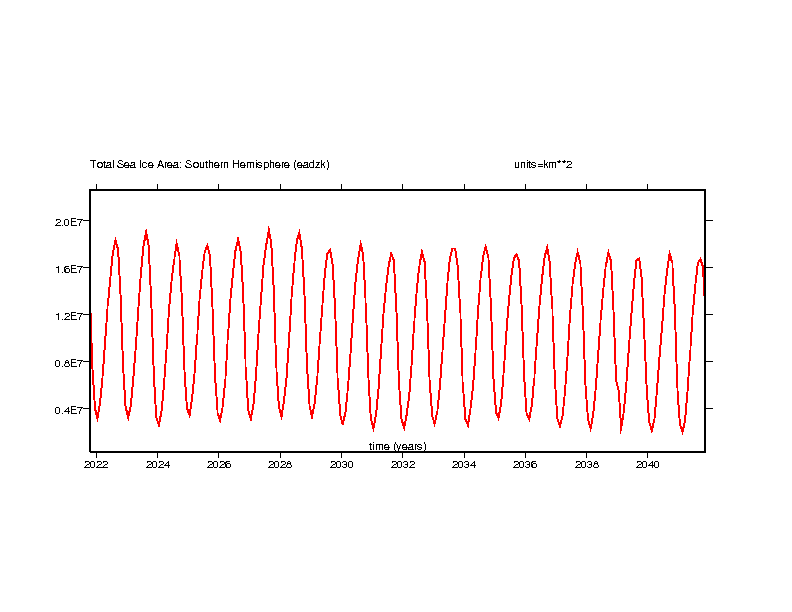 Total Sea Ice Area: Southern Hemisphere (eadzk) units=km**2
2.0E7
1.6E7
1.2E7
0.8E7
0.4E7
time (years)
2022 2024 2026 2028 2030 2032 2034 2036 2038 2040